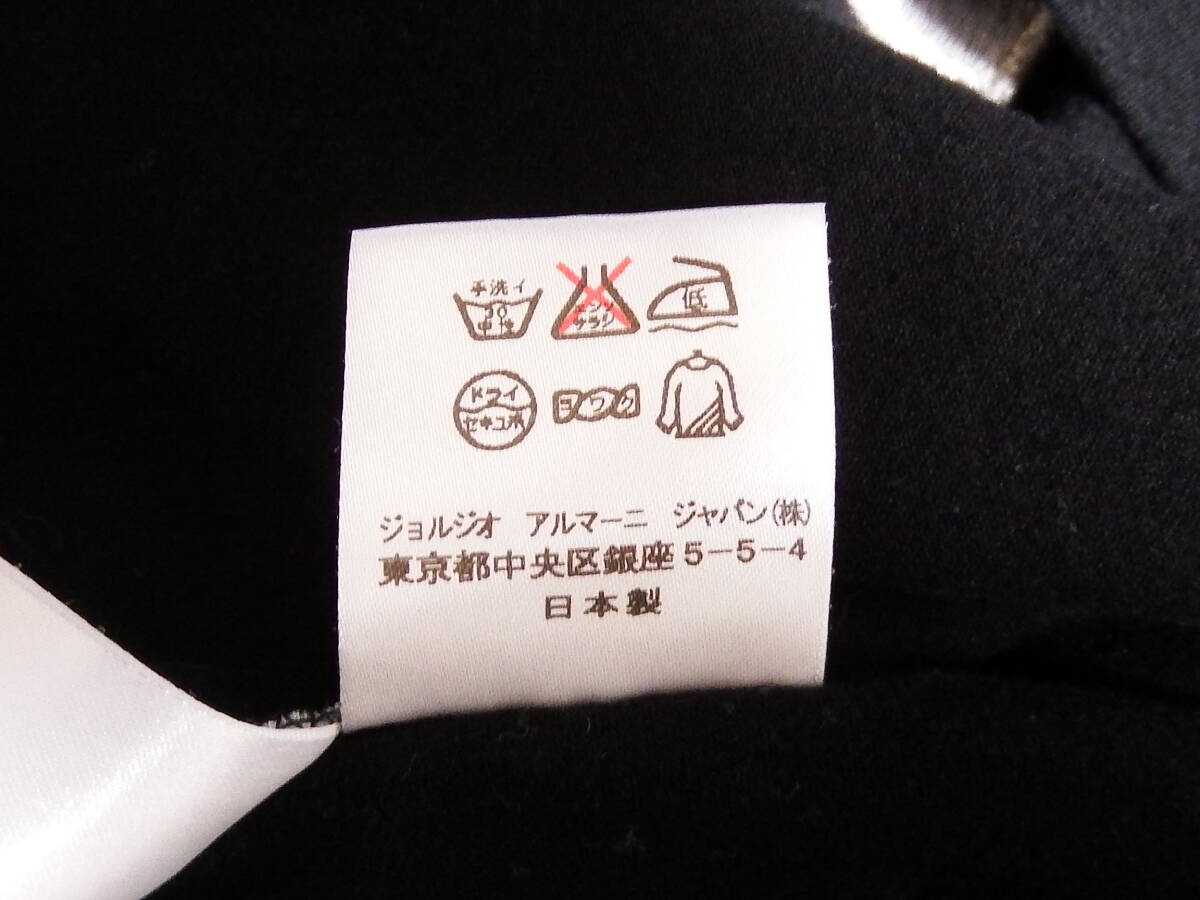 手洗イ
30
中性
エンソ
サラシ
低
ドライ
セキユ系
ヨワク
ジョルジオ アルマーニ ジャパン(株)
東京都中央区銀座5-5-4
日本製